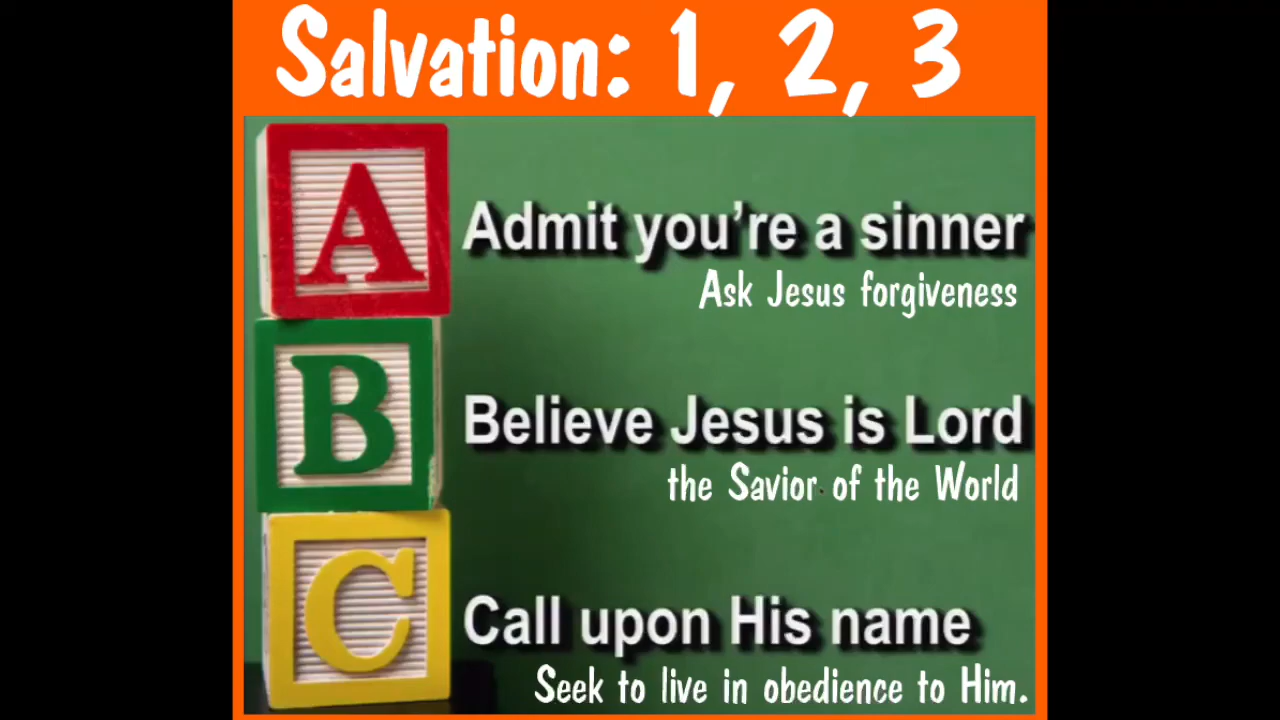 Salvation: 1, 2, 3
A
Admit you're a sinner
Ask Jesus forgiveness
B
Believe Jesus is Lord
the Savior of the World
C
Call upon His name
Seek to live in obedience to Him.